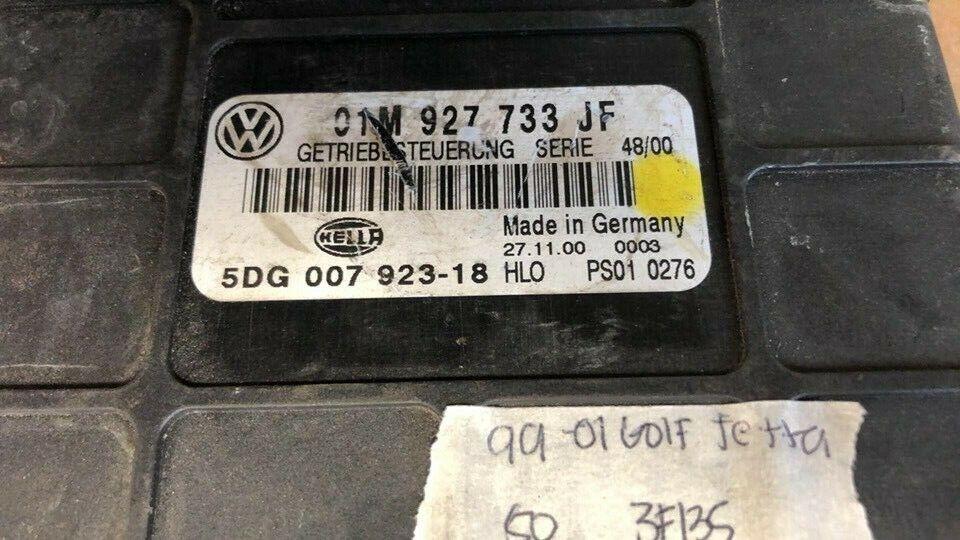 01M 927 733 JF
GETRIEBESTEUERUNG SERIE 48/00
HELLA
Made in Germany
27.11.00 0003
5DG 007 923-18 HLO PS01 0276
99-01 Golf Jetta
3F13S